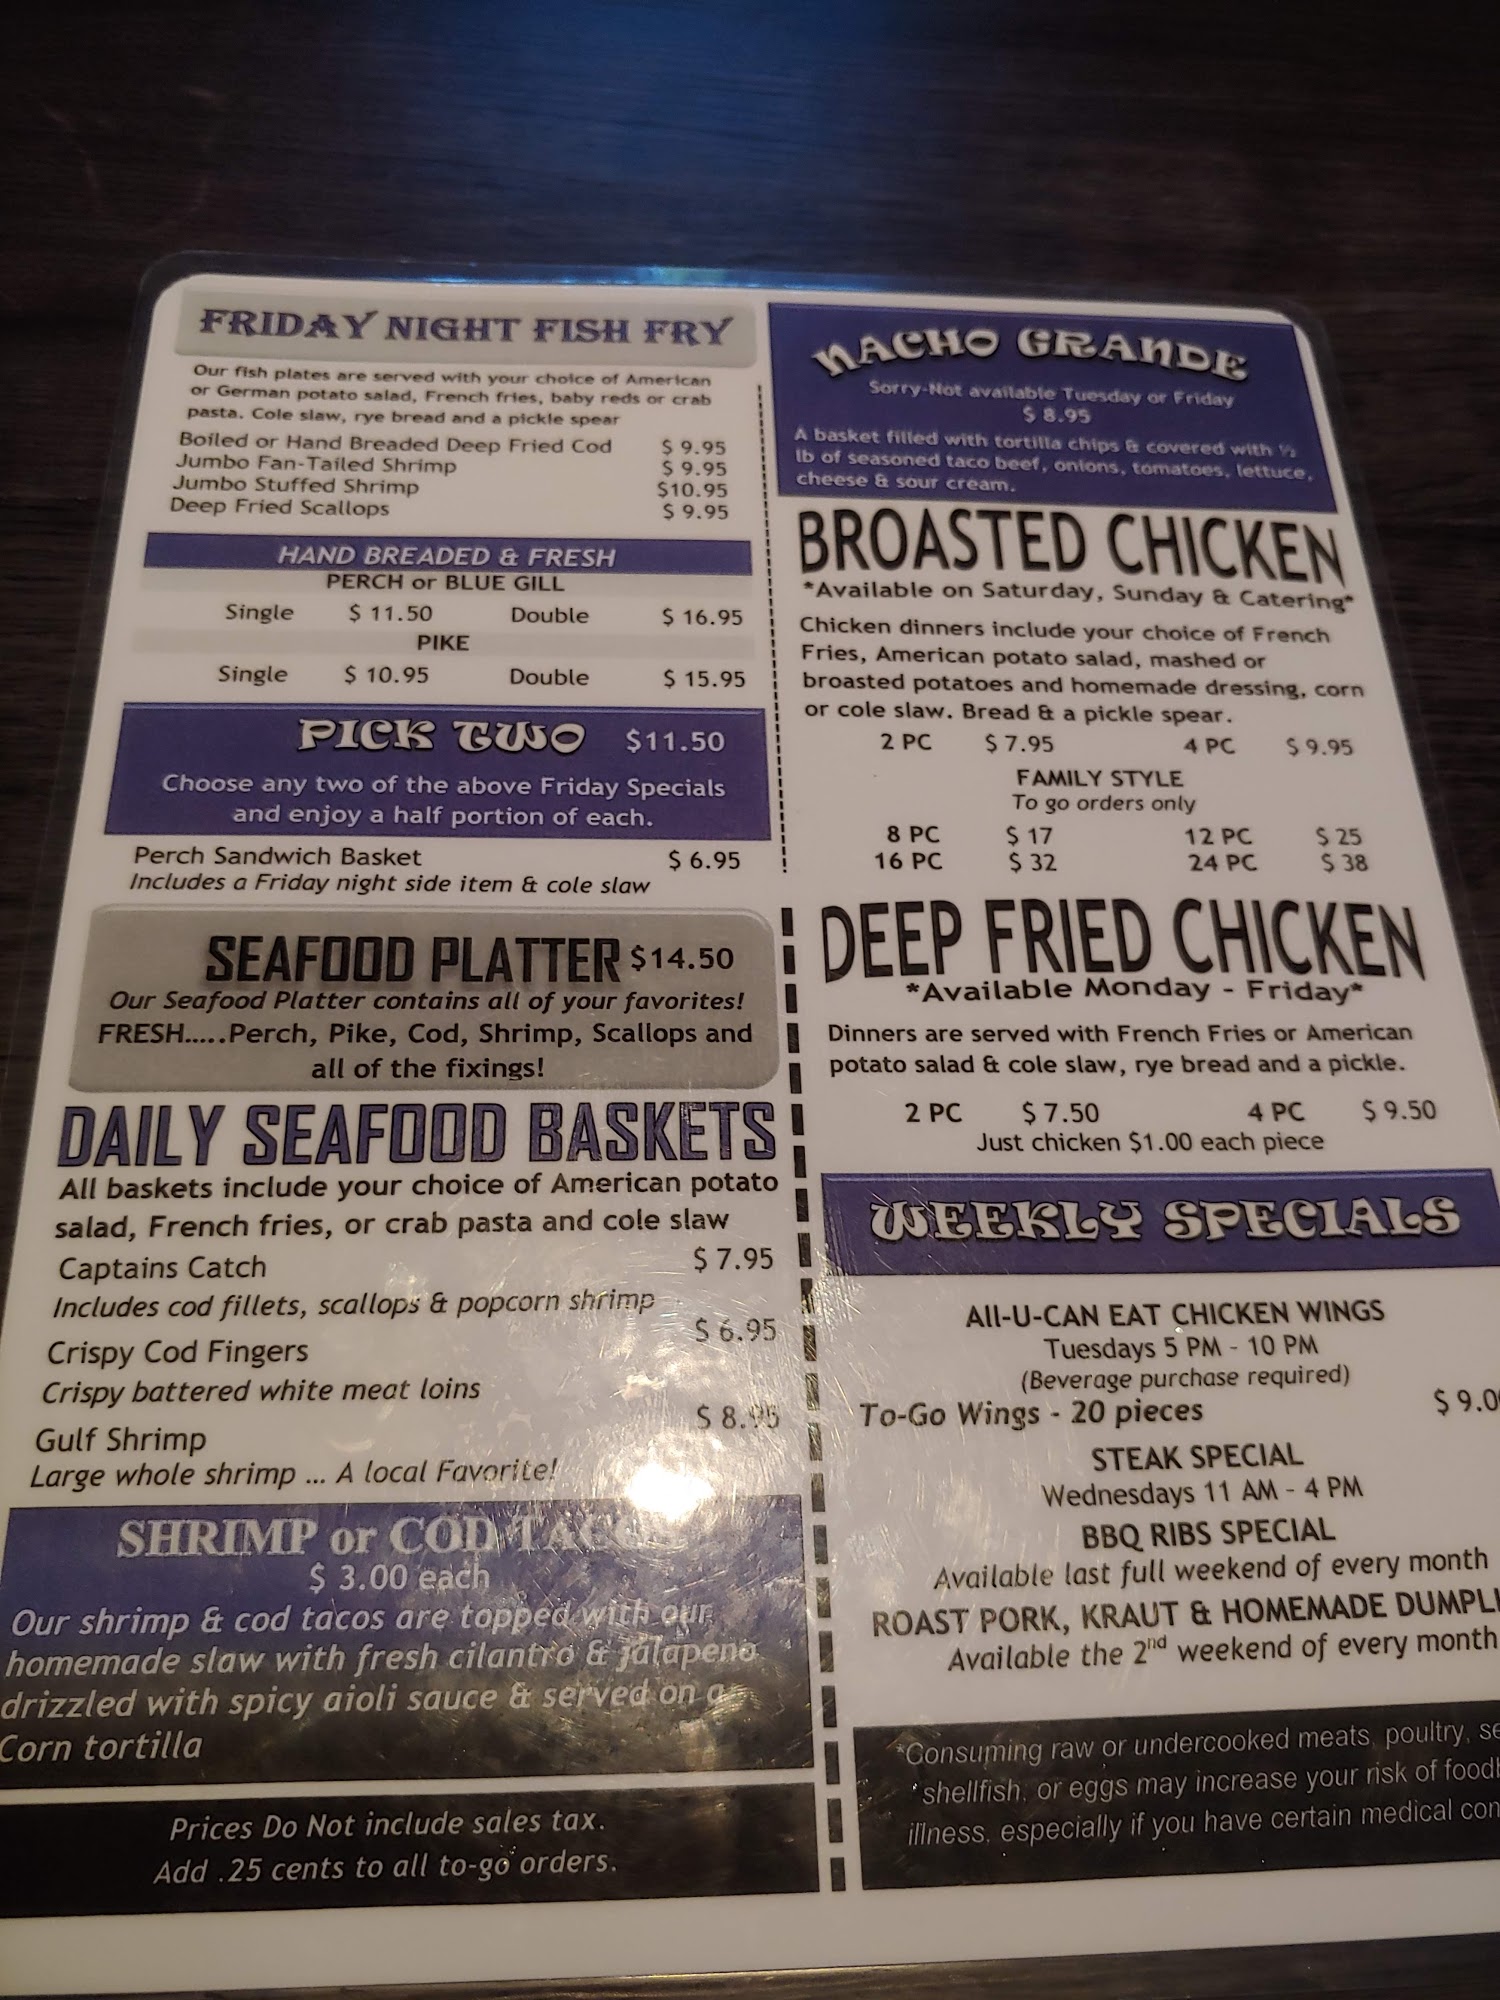 FRIDAY NIGHT FISH FRY
Our fish plates are served with your choice of American
or German potato salad, French fries, baby reds or crab
pasta. Cole slaw, rye bread and a pickle spear
Boiled or Hand Breaded Deep Fried Cod $ 9.95
Jumbo Fan-Tailed Shrimp $ 9.95
Jumbo Stuffed Shrimp $10.95
Deep Fried Scallops $ 9.95
HAND BREADED & FRESH
PERCH or BLUE GILL
Single $ 11.50 Double $ 16.95
PIKE
Single $ 10.95 Double $ 15.95
PICK TWO $11.50
Choose any two of the above Friday Specials
and enjoy a half portion of each.
Perch Sandwich Basket $ 6.95
Includes a Friday night side item & cole slaw
SEAFOOD PLATTER $14.50
Our Seafood Platter contains all of your favorites!
FRESH.....Perch, Pike, Cod, Shrimp, Scallops and
all of the fixings!
DAILY SEAFOOD BASKETS
All baskets include your choice of American potato
salad, French fries, or crab pasta and cole slaw
Captains Catch $ 7.95
Includes cod fillets, scallops & popcorn shrimp
Crispy Cod Fingers $ 6.95
Crispy battered white meat loins
Gulf Shrimp $ 8.95
Large whole shrimp ... A local Favorite!
SHRIMP or COD
$ 3.00 each
Our shrimp & cod tacos are topped with our
homemade slaw with fresh cilantro & jalapeno
drizzled with spicy aioli sauce & served on a
Corn tortilla
Prices Do Not include sales tax.
Add .25 cents to all to-go orders.
NACHO GRANDE
Sorry-Not available Tuesday or Friday
$ 8.95
A basket filled with tortilla chips & covered with ½
lb of seasoned taco beef, onions, tomatoes, lettuce,
cheese & sour cream.
BROASTED CHICKEN
*Available on Saturday, Sunday & Catering*
Chicken dinners include your choice of French
Fries, American potato salad, mashed or
broasted potatoes and homemade dressing, corn
or cole slaw. Bread & a pickle spear.
2 PC $ 7.95 4 PC $ 9.95
FAMILY STYLE
To go orders only
8 PC $ 17 12 PC $ 25
16 PC $ 32 24 PC $ 38
DEEP FRIED CHICKEN
*Available Monday - Friday*
Dinners are served with French Fries or American
potato salad & cole slaw, rye bread and a pickle.
2 PC $ 7.50 4 PC $ 9.50
Just chicken $1.00 each piece
WEEKLY SPECIALS
All-U-CAN EAT CHICKEN WINGS
Tuesdays 5 PM - 10 PM
(Beverage purchase required)
To-Go Wings - 20 pieces $ 9.0
STEAK SPECIAL
Wednesdays 11 AM - 4 PM
BBQ RIBS SPECIAL
Available last full weekend of every month
ROAST PORK, KRAUT & HOMEMADE DUMPL
Available the 2nd weekend of every month
*Consuming raw or undercooked meats, poultry, se
shellfish, or eggs may increase your risk of food
illness, especially if you have certain medical con